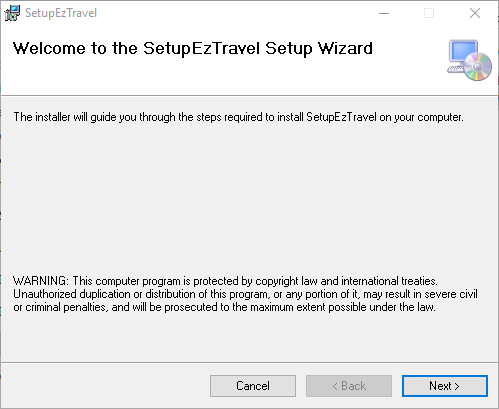 SetupEzTravel
Welcome to the SetupEzTravel Setup Wizard
The installer will guide you through the steps required to install SetupEzTravel on your computer.
WARNING: This computer program is protected by copyright law and international treaties.
Unauthorized duplication or distribution of this program, or any portion of it, may result in severe civil
or criminal penalties, and will be prosecuted to the maximum extent possible under the law.
Cancel
< Back
Next >